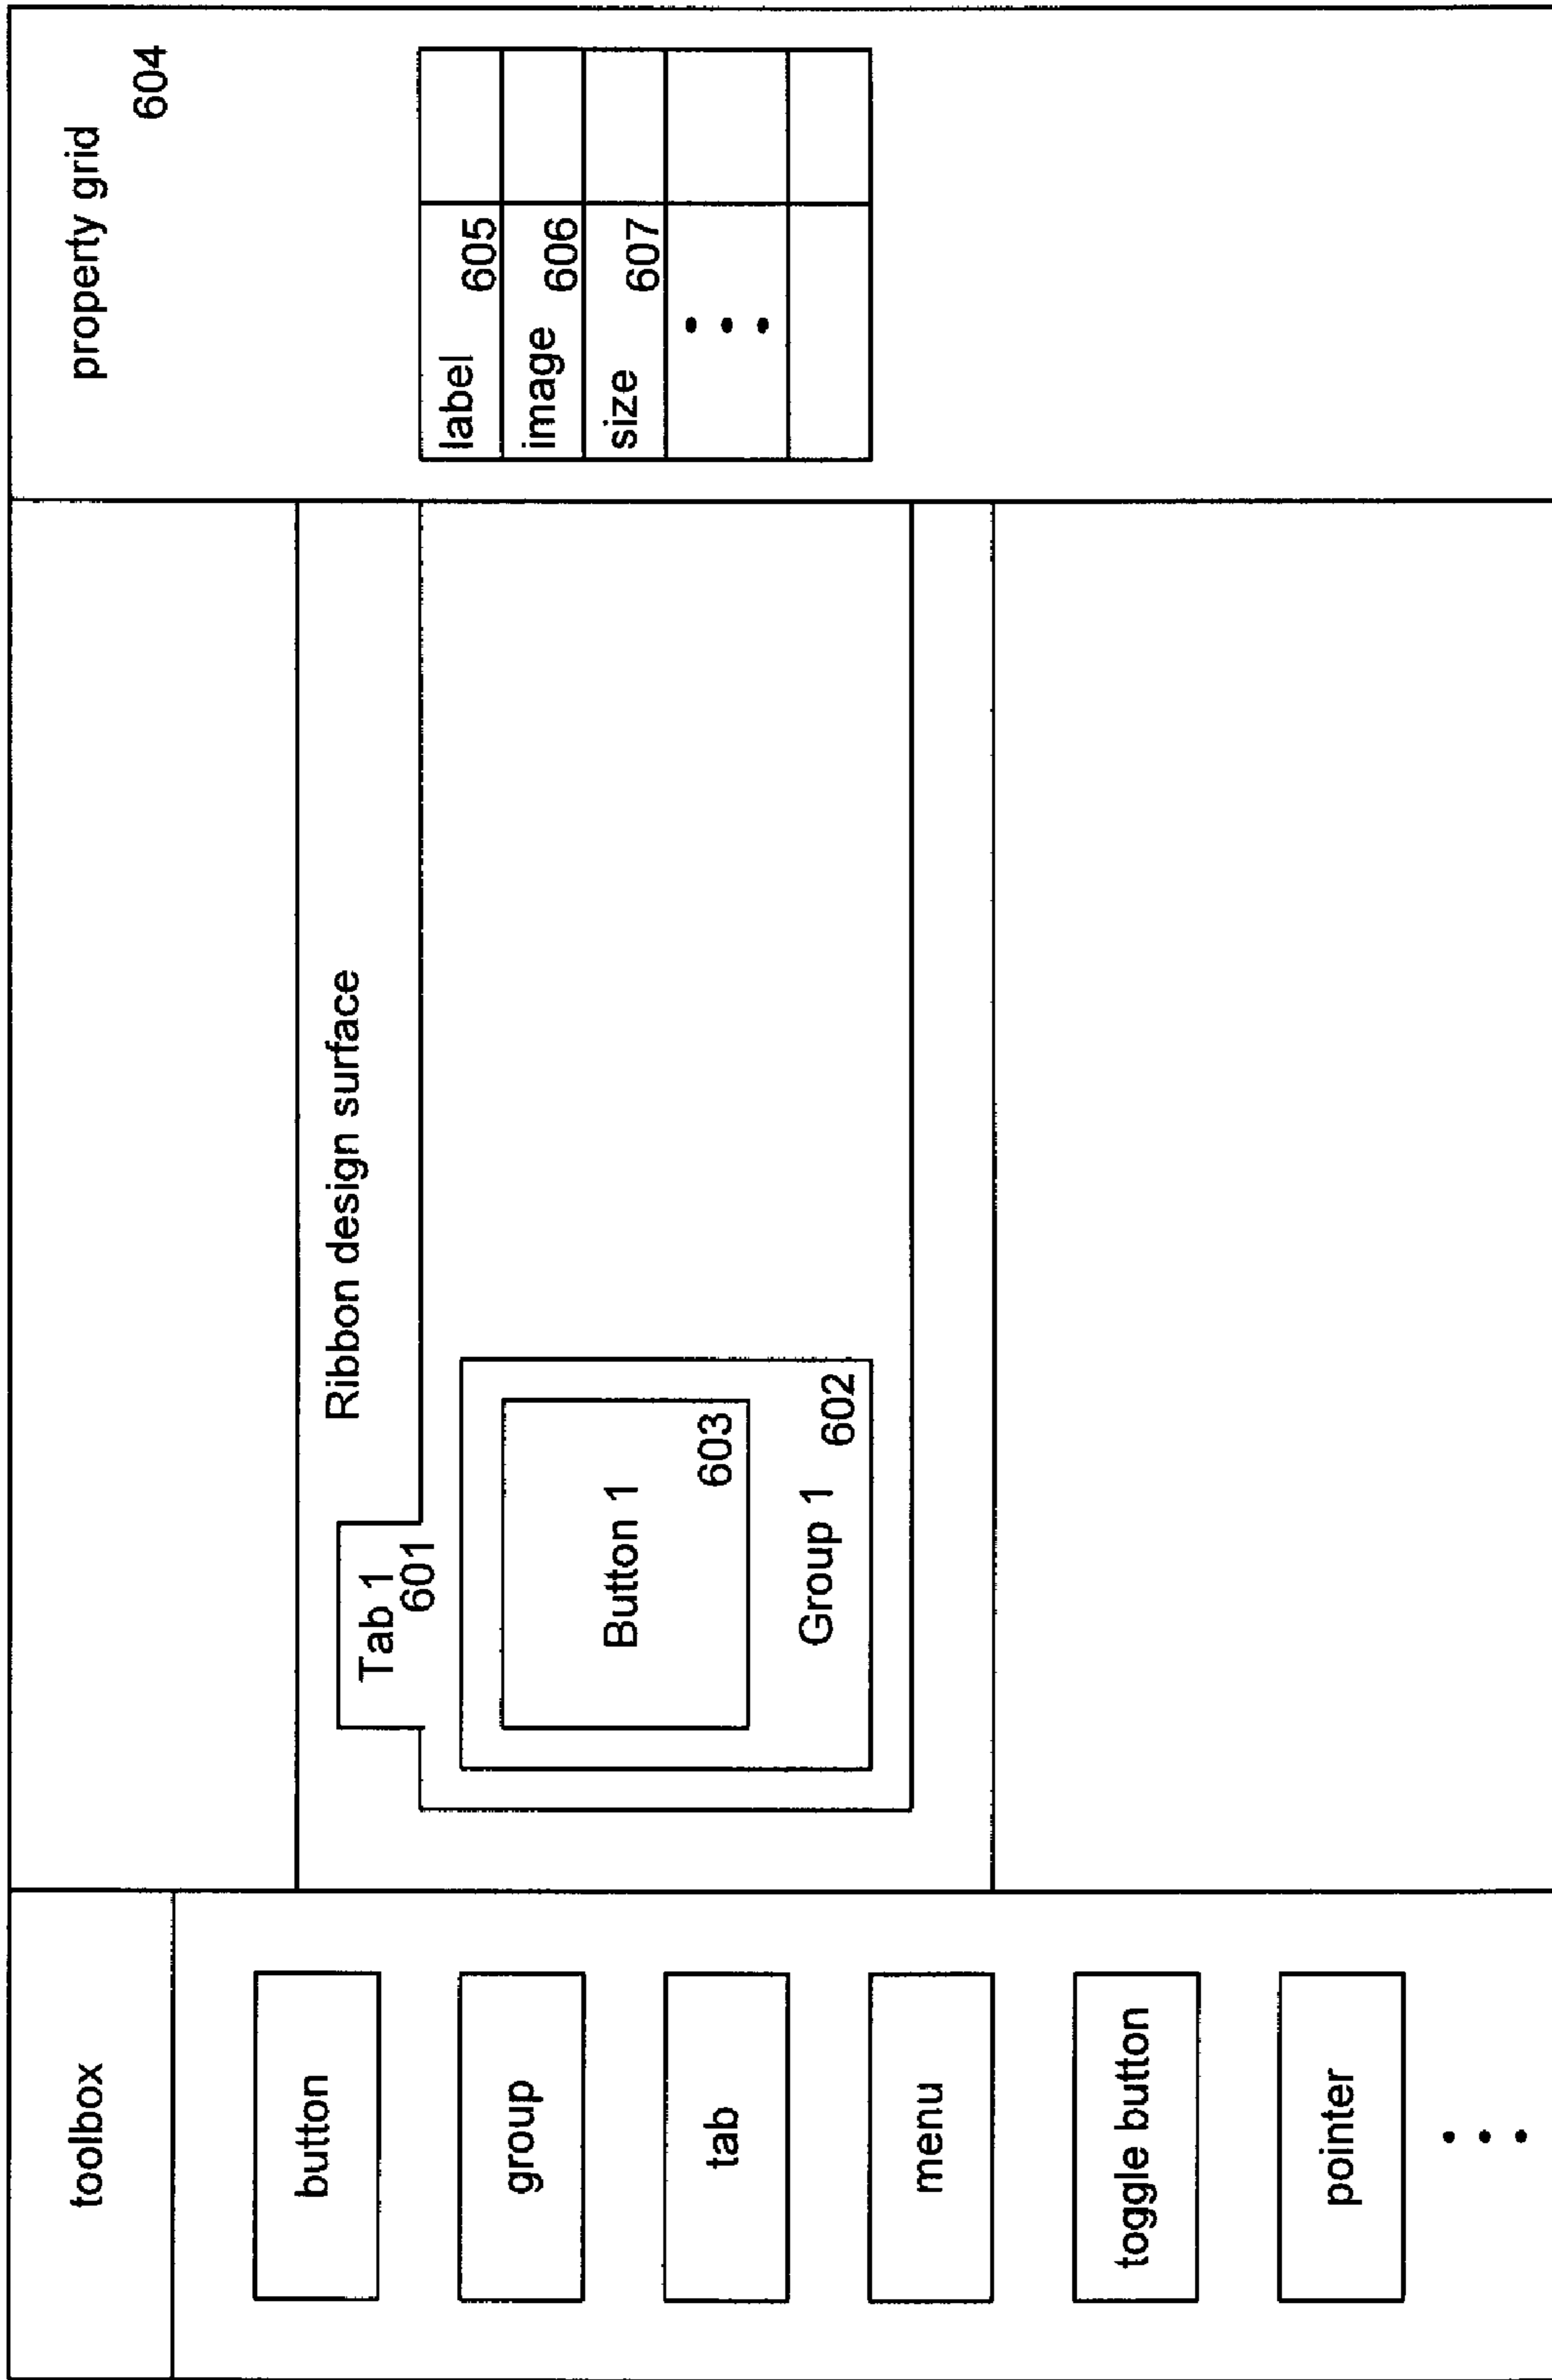 toolbox
button
group
tab
menu
toggle button
pointer
Ribbon design surface
Tab 1
601
Button 1
603
Group 1
602
property grid
604
label 605
image 606
size 607